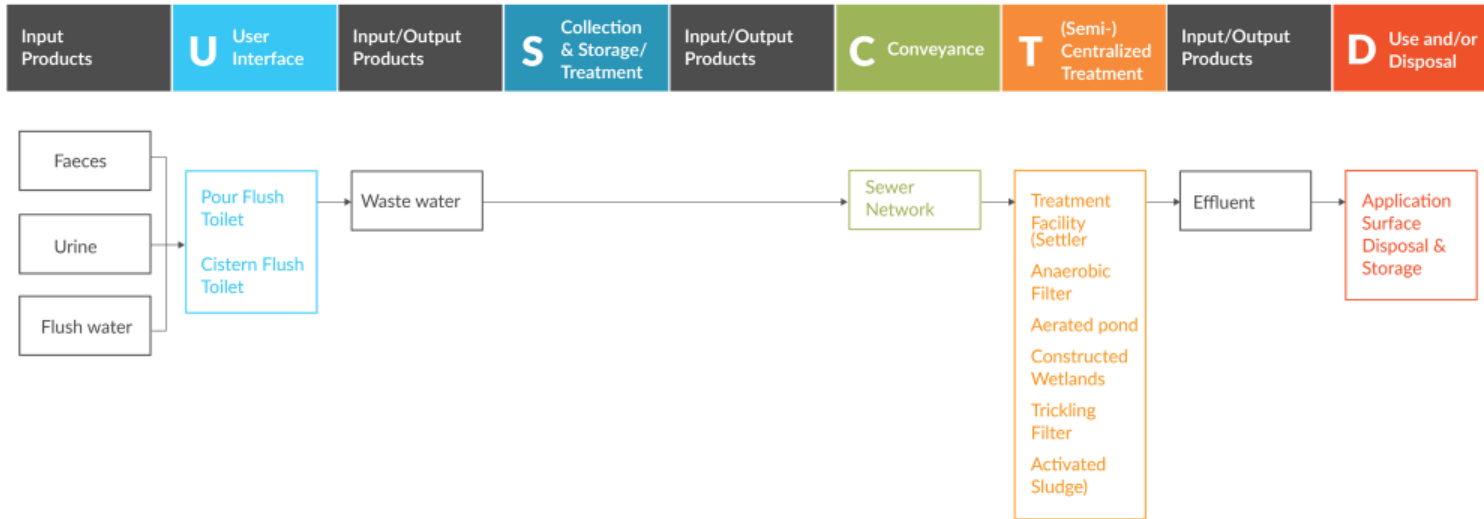 Input
Products
U
User
Interface
Input/Output
Products
S
Collection
& Storage/
Treatment
Input/Output
Products
C
Conveyance
T
(Semi-)
Centralized
Treatment
Input/Output
Products
D
Use and/or
Disposal
Faeces
Urine
Flush water
Pour Flush
Toilet
Cistern Flush
Toilet
Waste water
Sewer
Network
Treatment
Facility
(Settler
Anaerobic
Filter
Aerated pond
Constructed
Wetlands
Trickling
Filter
Activated
Sludge)
Effluent
Application
Surface
Disposal &
Storage